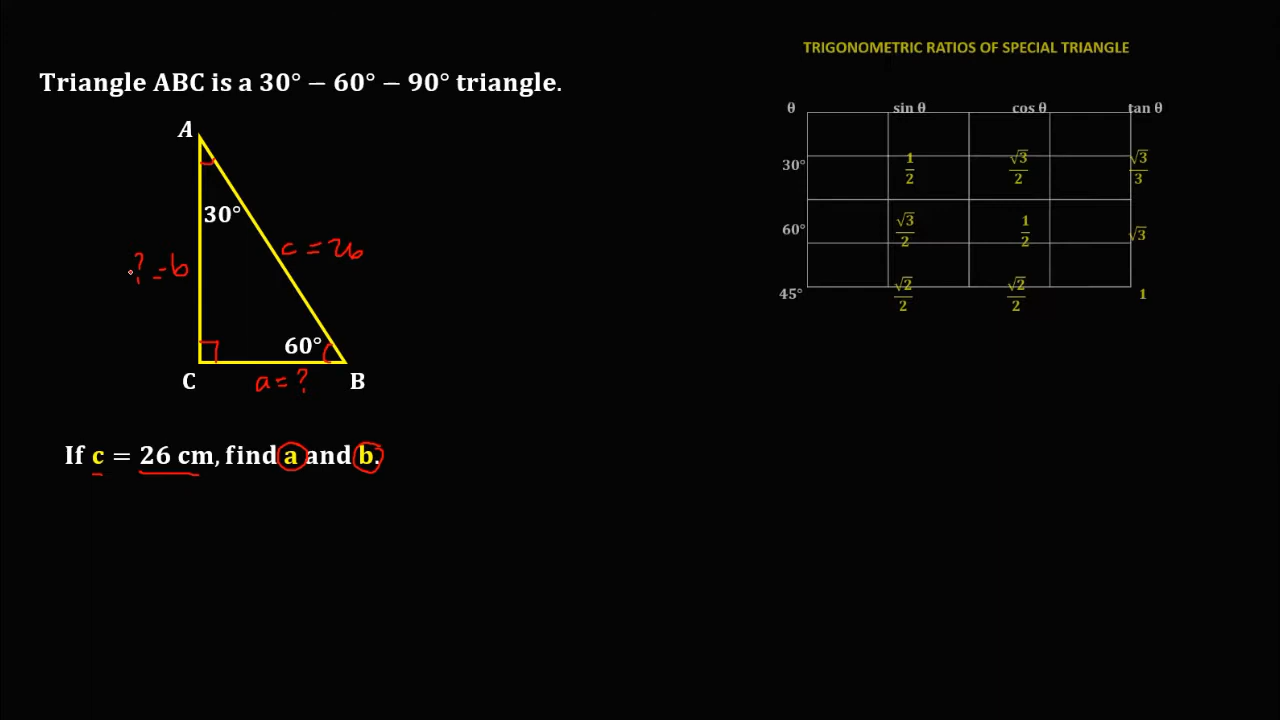 TRIGONOMETRIC RATIOS OF SPECIAL TRIANGLE
Triangle ABC is a 30° − 60° − 90° triangle.
θ sin θ cos θ tan θ
30° 1/2 √3/2 √3/3
60° √3/2 1/2 √3
45° √2/2 √2/2 1
A
30°
c = 26
? = b
60°
C
a = ?
B
If c = 26 cm, find a and b.